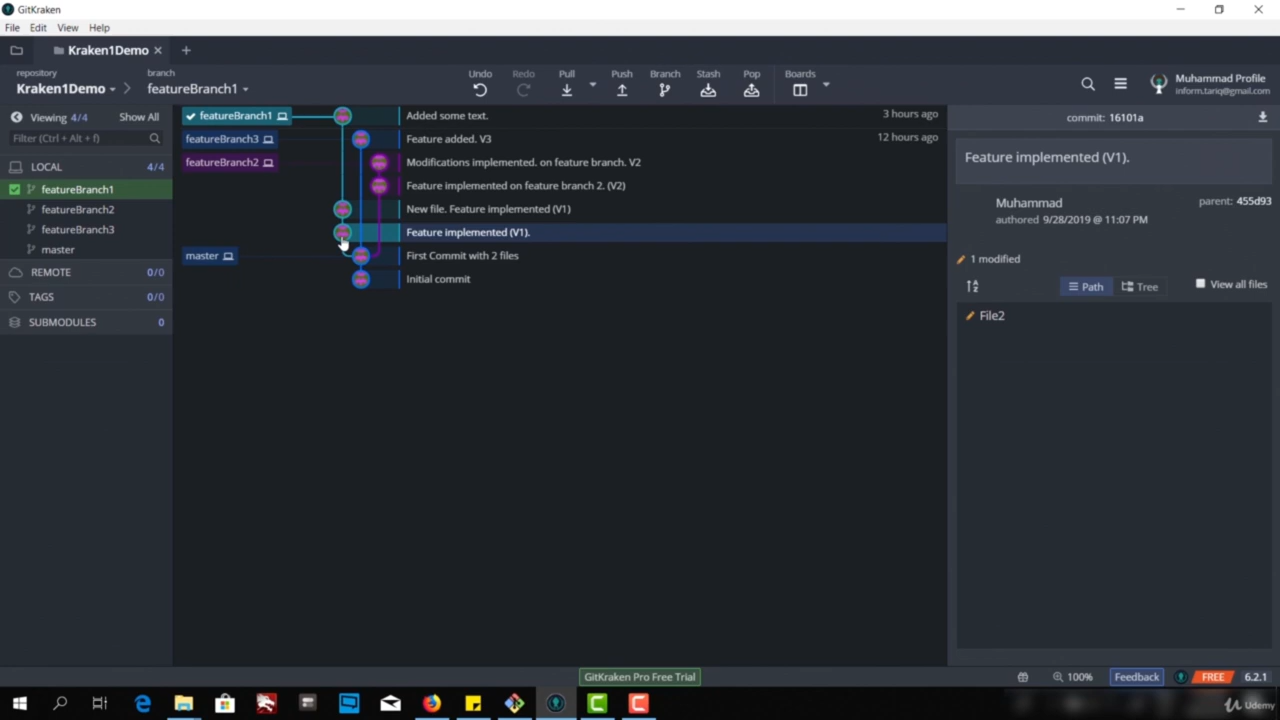 GitKraken
File Edit View Help
Kraken1Demo
repository
Kraken1Demo
branch
featureBranch1
Undo
Redo
Pull
Push
Branch
Stash
Pop
Boards
Muhammad Profile
inform.tariq@gmail.com
Viewing 4/4 Show All
Filter (Ctrl + Alt + f)
LOCAL 4/4
featureBranch1
featureBranch2
featureBranch3
master
REMOTE 0/0
TAGS 0/0
SUBMODULES 0
featureBranch1 Added some text. 3 hours ago
featureBranch3 Feature added. V3 12 hours ago
featureBranch2 Modifications implemented. on feature branch. V2
Feature implemented on feature branch 2. (V2)
New file. Feature implemented (V1)
Feature implemented (V1).
master First Commit with 2 files
Initial commit
commit: 16101a
Feature implemented (V1).
Muhammad
authored 9/28/2019 @ 11:07 PM
parent: 455d93
1 modified
Path Tree View all files
File2
GitKraken Pro Free Trial
100% Feedback FREE 6.2.1
Udemy